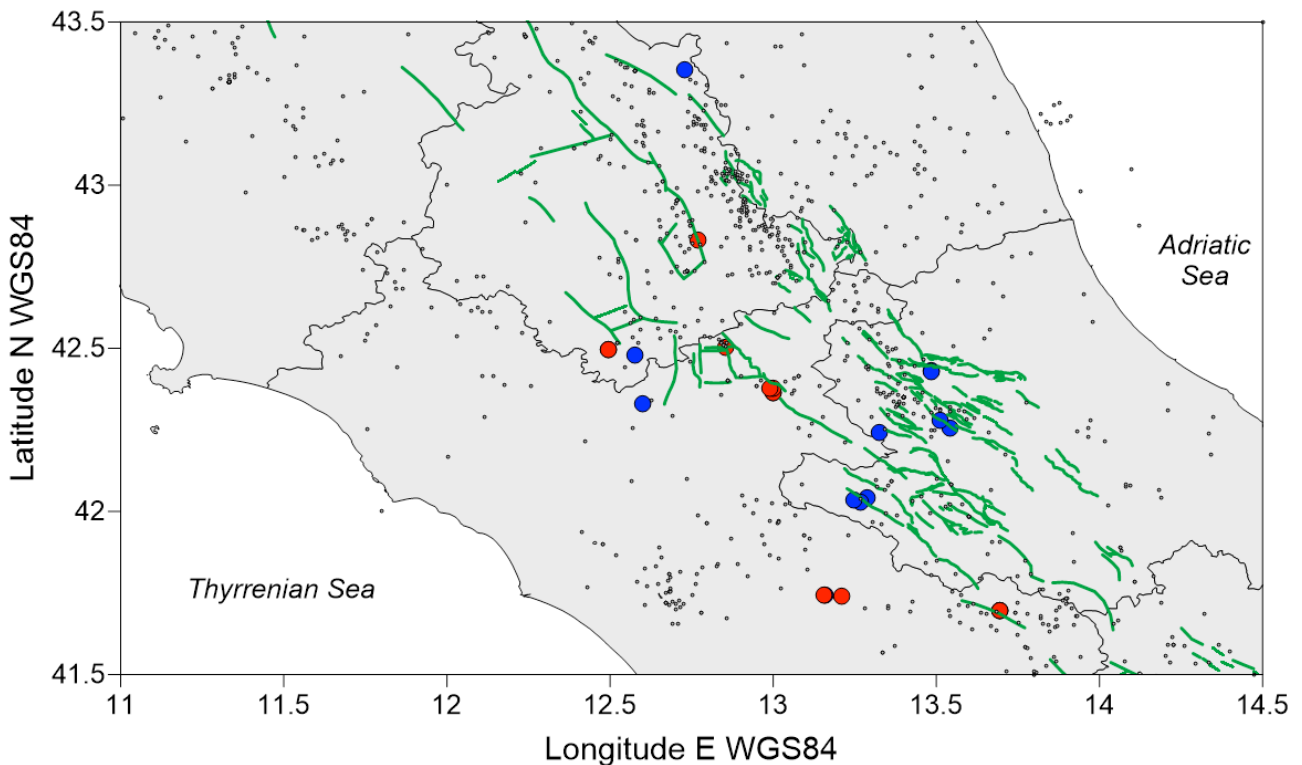 43.5
43
42.5
42
41.5
Latitude N WGS84
Adriatic
Sea
Thyrrenian Sea
11 11.5 12 12.5 13 13.5 14 14.5
Longitude E WGS84